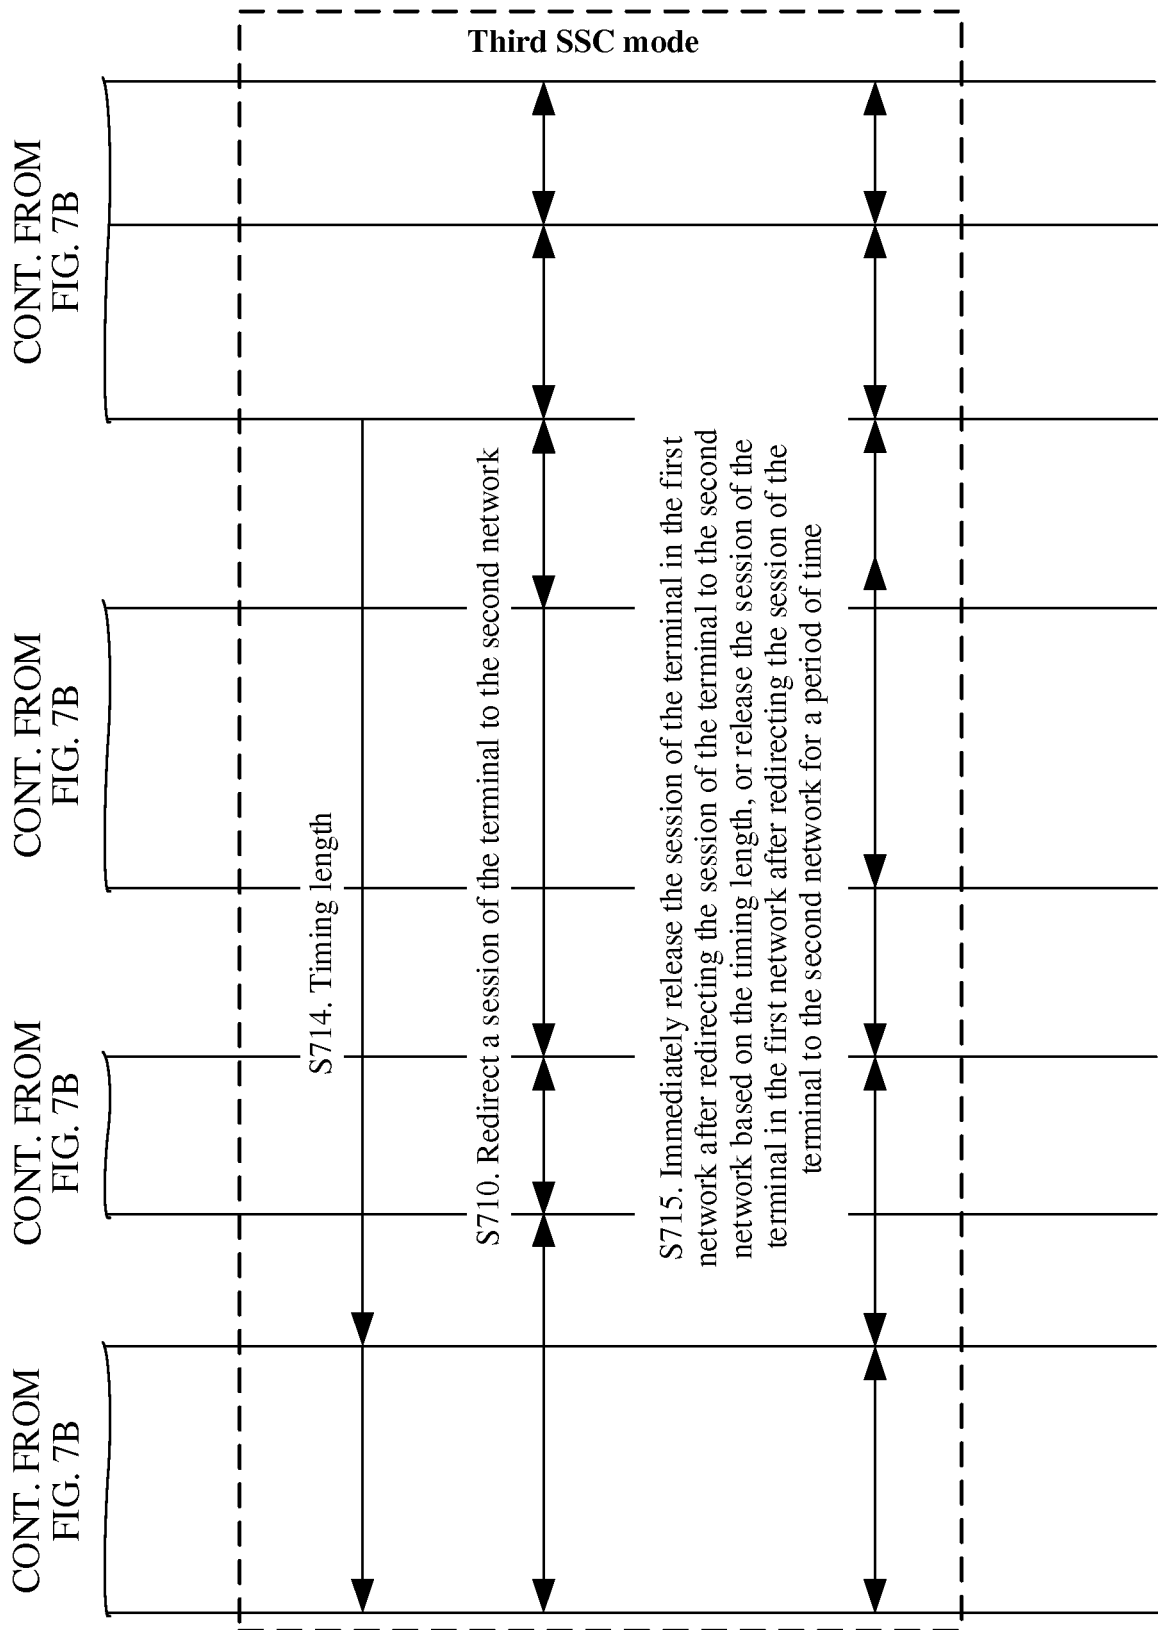 Third SSC mode
CONT. FROM
FIG. 7B
CONT. FROM
FIG. 7B
CONT. FROM
FIG. 7B
CONT. FROM
FIG. 7B
S714. Timing length
S710. Redirect a session of the terminal to the second network
S715. Immediately release the session of the terminal in the first
network after redirecting the session of the terminal to the second
network based on the timing length, or release the session of the
terminal in the first network after redirecting the session of the
terminal to the second network for a period of time